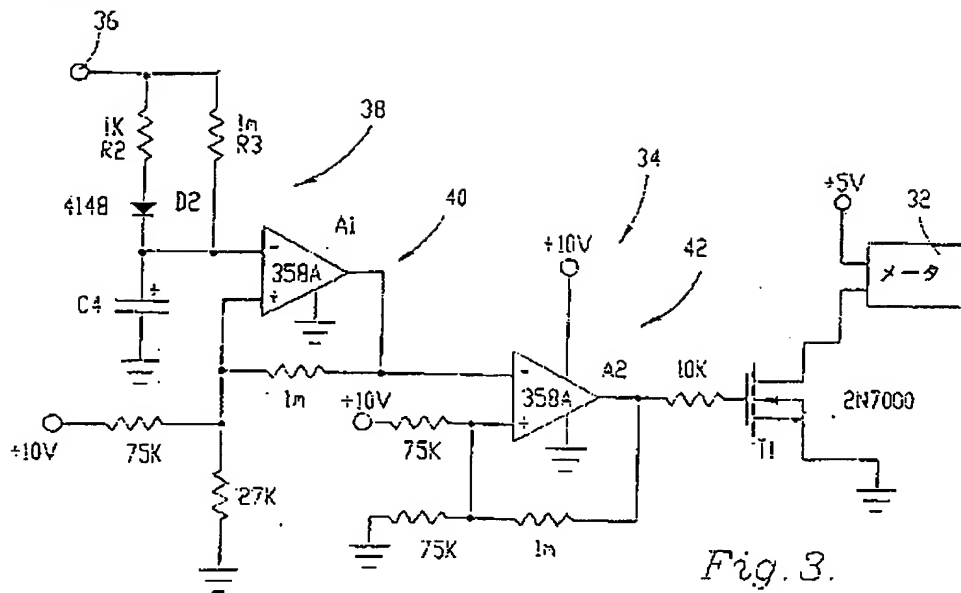 36
1K
R2
1m
R3
38
4148
D2
40
34
A1
+5V
32
358A
-
+
+10V
42
メータ
C4
+
1m
A2
10K
-
358A
+
2N7000
+10V
+10V
75K
75K
T1
27K
75K
1m
Fig. 3.